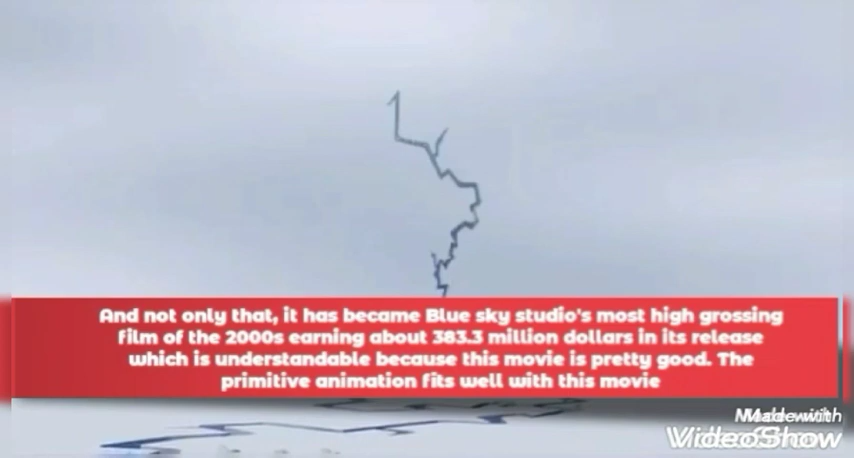 And not only that, it has became Blue sky studio's most high grossing
film of the 2000s earning about 383.3 million dollars in its release
which is understandable because this movie is pretty good. The
primitive animation fits well with this movie
Made with
VideoShow